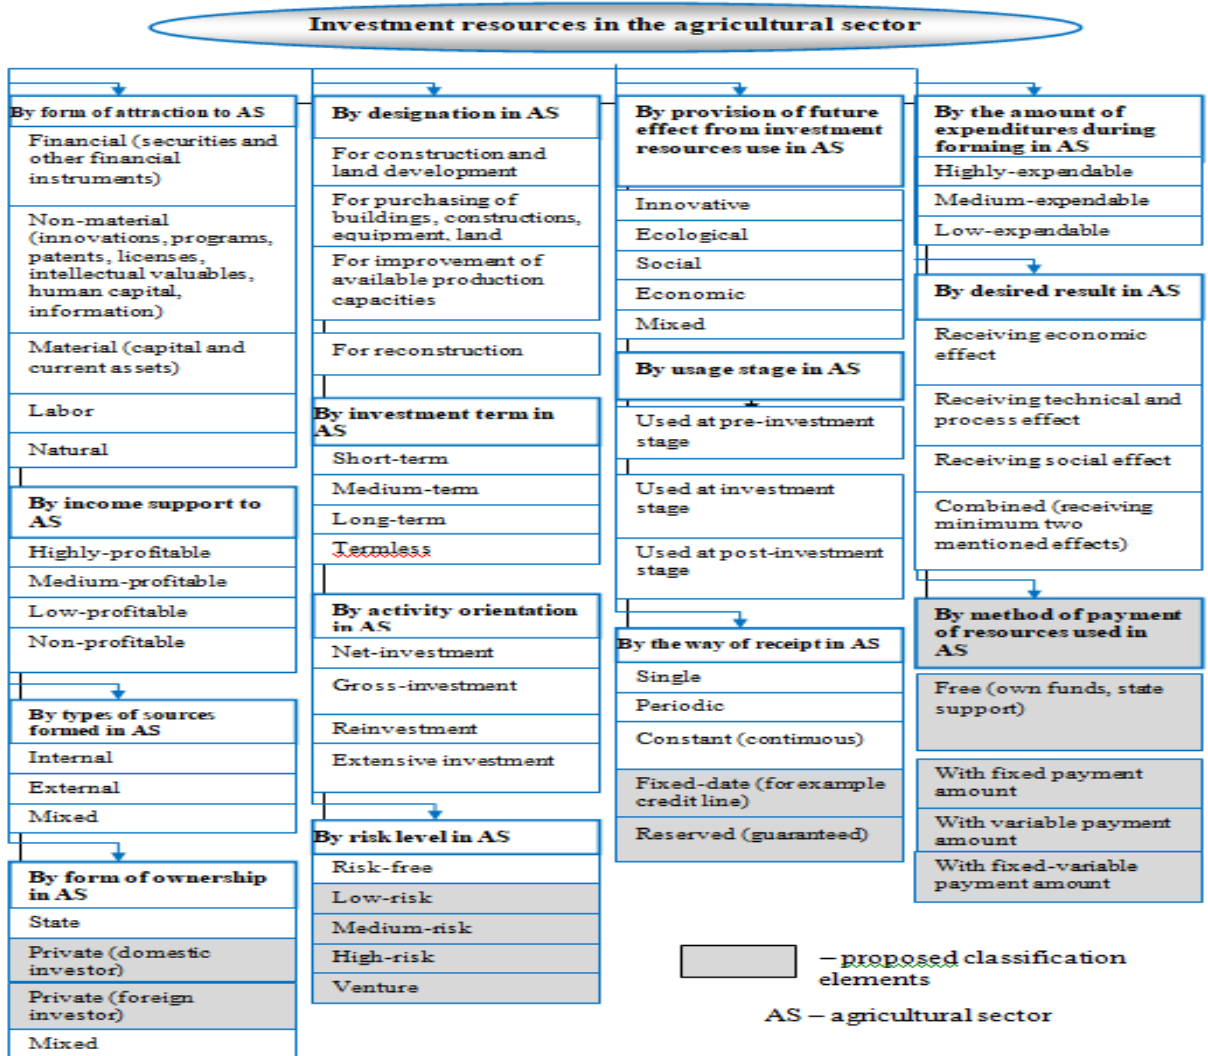 Investment resources in the agricultural sector
By form of attraction to AS
Financial (securities and
other financial
instruments)
Non-material
(innovations, programs,
patents, licenses,
intellectual valuables,
human capital,
information)
Material (capital and
current assets)
Labor
Natural
By income support to
AS
Highly-profitable
Medium-profitable
Low-profitable
Non-profitable
By types of sources
formed in AS
Internal
External
Mixed
By form of ownership
in AS
State
Private (domestic
investor)
Private (foreign
investor)
Mixed
By designation in AS
For construction and
land development
For purchasing of
buildings, constructions,
equipment, land
For improvement of
available production
capacities
For reconstruction
By investment term in
AS
Short-term
Medium-term
Long-term
Termless
By activity orientation
in AS
Net-investment
Gross-investment
Reinvestment
Extensive investment
By risk level in AS
Risk-free
Low-risk
Medium-risk
High-risk
Venture
By provision of future
effect from investment
resources use in AS
Innovative
Ecological
Social
Economic
Mixed
By usage stage in AS
Used at pre-investment
stage
Used at investment
stage
Used at post-investment
stage
By the way of receipt in AS
Single
Periodic
Constant (continuous)
Fixed-date (for example
credit line)
Reserved (guaranteed)
By the amount of
expenditures during
forming in AS
Highly-expendable
Medium-expendable
Low-expendable
By desired result in AS
Receiving economic
effect
Receiving technical and
process effect
Receiving social effect
Combined (receiving
minimum two
mentioned effects)
By method of payment
of resources used in
AS
Free (own funds, state
support)
With fixed payment
amount
With variable payment
amount
With fixed-variable
payment amount
– proposed classification
elements
AS – agricultural sector